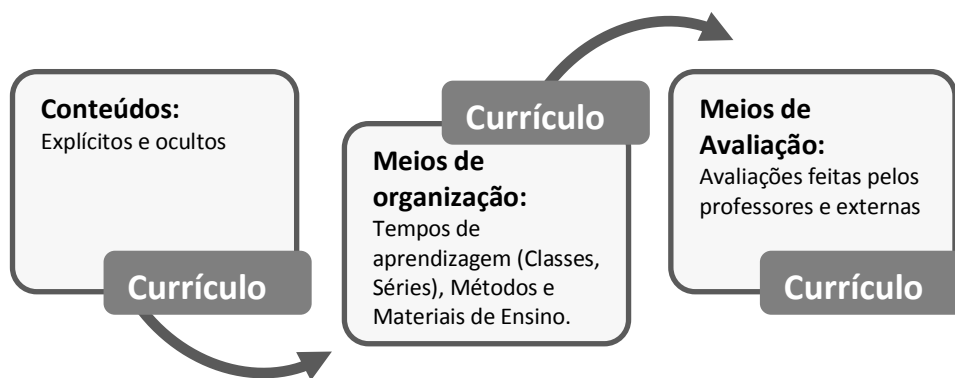 Conteúdos:
Explícitos e ocultos
Currículo
Currículo
Meios de
organização:
Tempos de
aprendizagem (Classes,
Séries), Métodos e
Materiais de Ensino.
Meios de
Avaliação:
Avaliações feitas pelos
professores e externas
Currículo